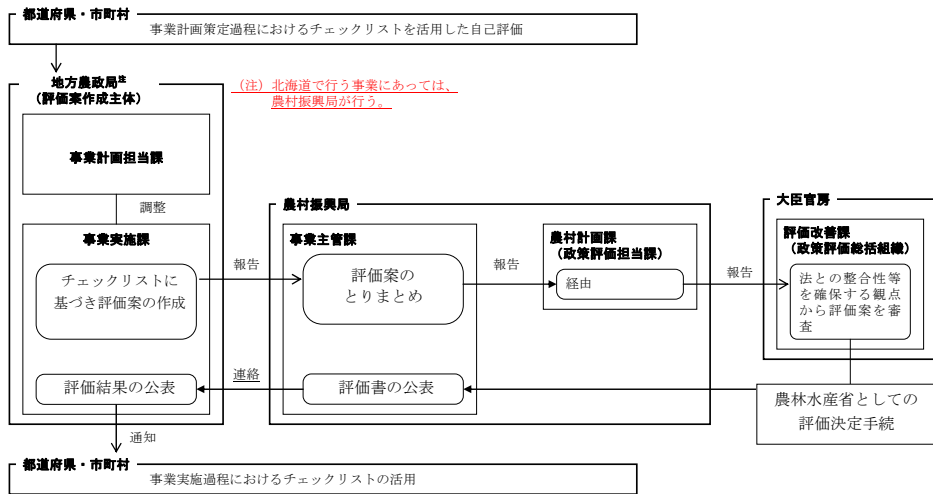 都道府県・市町村
事業計画策定過程におけるチェックリストを活用した自己評価
地方農政局注
（評価案作成主体）
（注）北海道で行う事業にあっては、
農村振興局が行う。
事業計画担当課
調整
事業実施課
チェックリストに
基づき評価案の作成
報告
農村振興局
事業主管課
評価案の
とりまとめ
報告
農村計画課
（政策評価担当課）
経由
報告
大臣官房
評価改善課
（政策評価総括組織）
法との整合性等
を確保する観点
から評価案を審
査
評価結果の公表
連絡
評価書の公表
農林水産省としての
評価決定手続
通知
都道府県・市町村
事業実施過程におけるチェックリストの活用